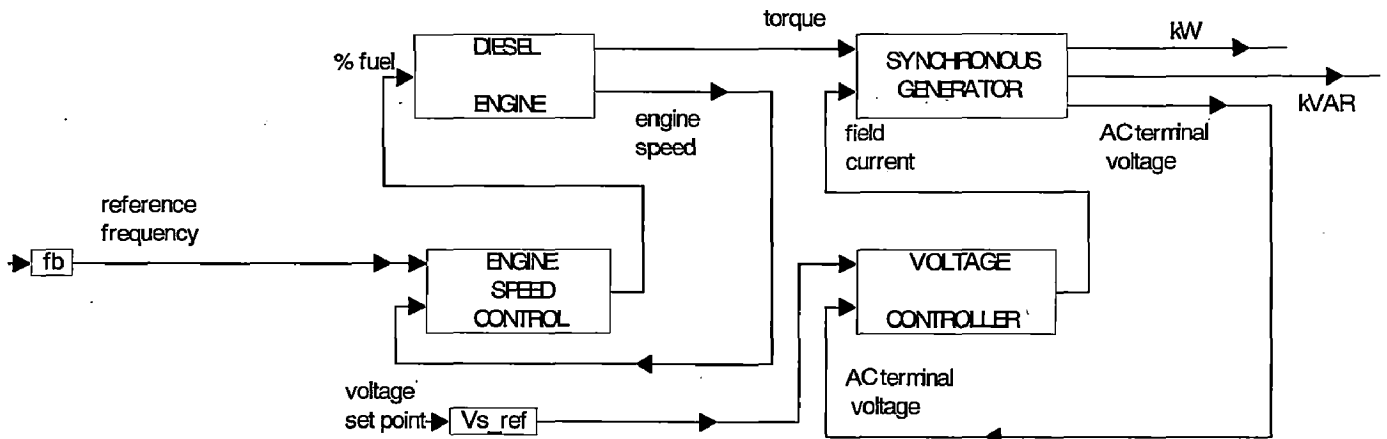 torque
kW
DIESEL
ENGINE
% fuel
SYNCHRONOUS
GENERATOR
kVAR
engine
speed
field
current
AC terminal
voltage
reference
frequency
fb
ENGINE
SPEED
CONTROL
VOLTAGE
CONTROLLER
voltage
set point
Vs_ref
AC terminal
voltage